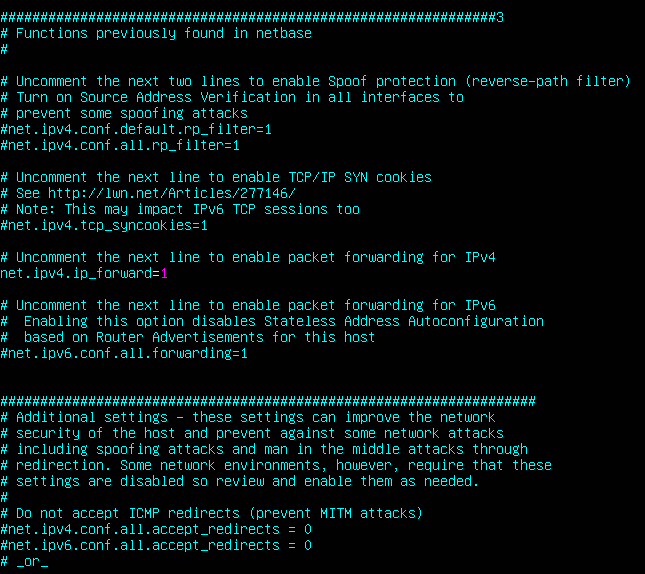 ##############################################################3
# Functions previously found in netbase
#
# Uncomment the next two lines to enable Spoof protection (reverse-path filter)
# Turn on Source Address Verification in all interfaces to
# prevent some spoofing attacks
#net.ipv4.conf.default.rp_filter=1
#net.ipv4.conf.all.rp_filter=1
# Uncomment the next line to enable TCP/IP SYN cookies
# See http://lwn.net/Articles/277146/
# Note: This may impact IPv6 TCP sessions too
#net.ipv4.tcp_syncookies=1
# Uncomment the next line to enable packet forwarding for IPv4
net.ipv4.ip_forward=1
# Uncomment the next line to enable packet forwarding for IPv6
#  Enabling this option disables Stateless Address Autoconfiguration
#  based on Router Advertisements for this host
#net.ipv6.conf.all.forwarding=1
###################################################################
# Additional settings - these settings can improve the network
# security of the host and prevent against some network attacks
# including spoofing attacks and man in the middle attacks through
# redirection. Some network environments, however, require that these
# settings are disabled so review and enable them as needed.
#
# Do not accept ICMP redirects (prevent MITM attacks)
#net.ipv4.conf.all.accept_redirects = 0
#net.ipv6.conf.all.accept_redirects = 0
# _or_